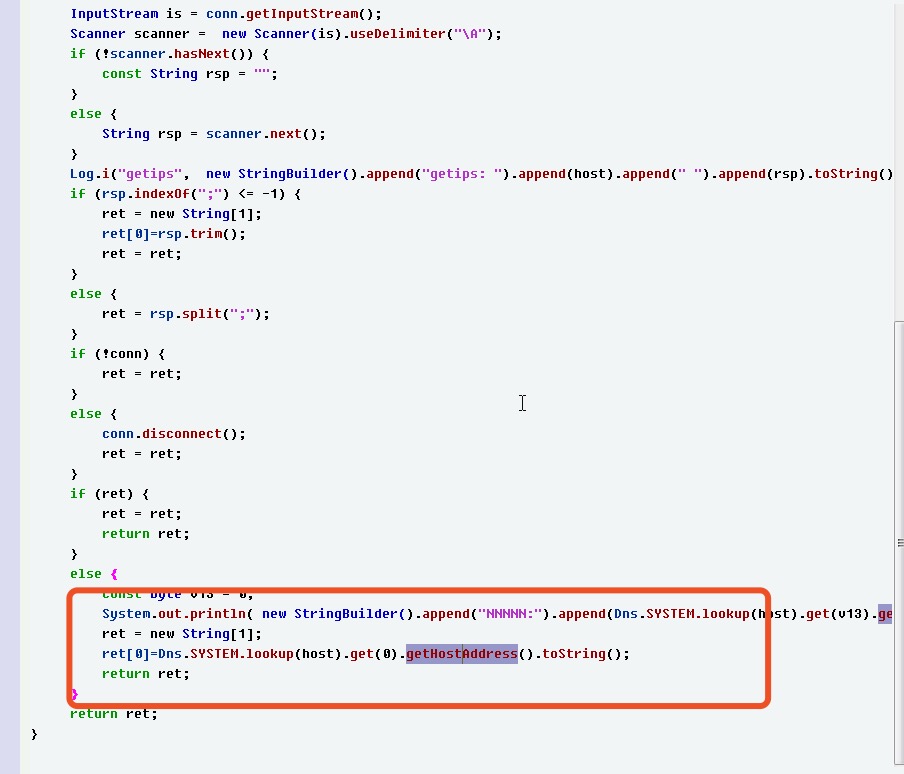 InputStream is = conn.getInputStream();
Scanner scanner =  new Scanner(is).useDelimiter("\A");
if (!scanner.hasNext()) {
const String rsp = "";
}
else {
String rsp = scanner.next();
}
Log.i("getips",  new StringBuilder().append("getips: ").append(host).append(" ").append(rsp).toString()
if (rsp.indexOf(";") <= -1) {
ret = new String[1];
ret[0]=rsp.trim();
ret = ret;
}
else {
ret = rsp.split(";");
}
if (!conn) {
ret = ret;
}
else {
conn.disconnect();
ret = ret;
}
if (ret) {
ret = ret;
return ret;
}
else {
const byte v13 = 0;
System.out.println( new StringBuilder().append("NNNNN:").append(Dns.SYSTEM.lookup(host).get(v13).ge
ret = new String[1];
ret[0]=Dns.SYSTEM.lookup(host).get(0).getHostAddress().toString();
return ret;
}
return ret;
}